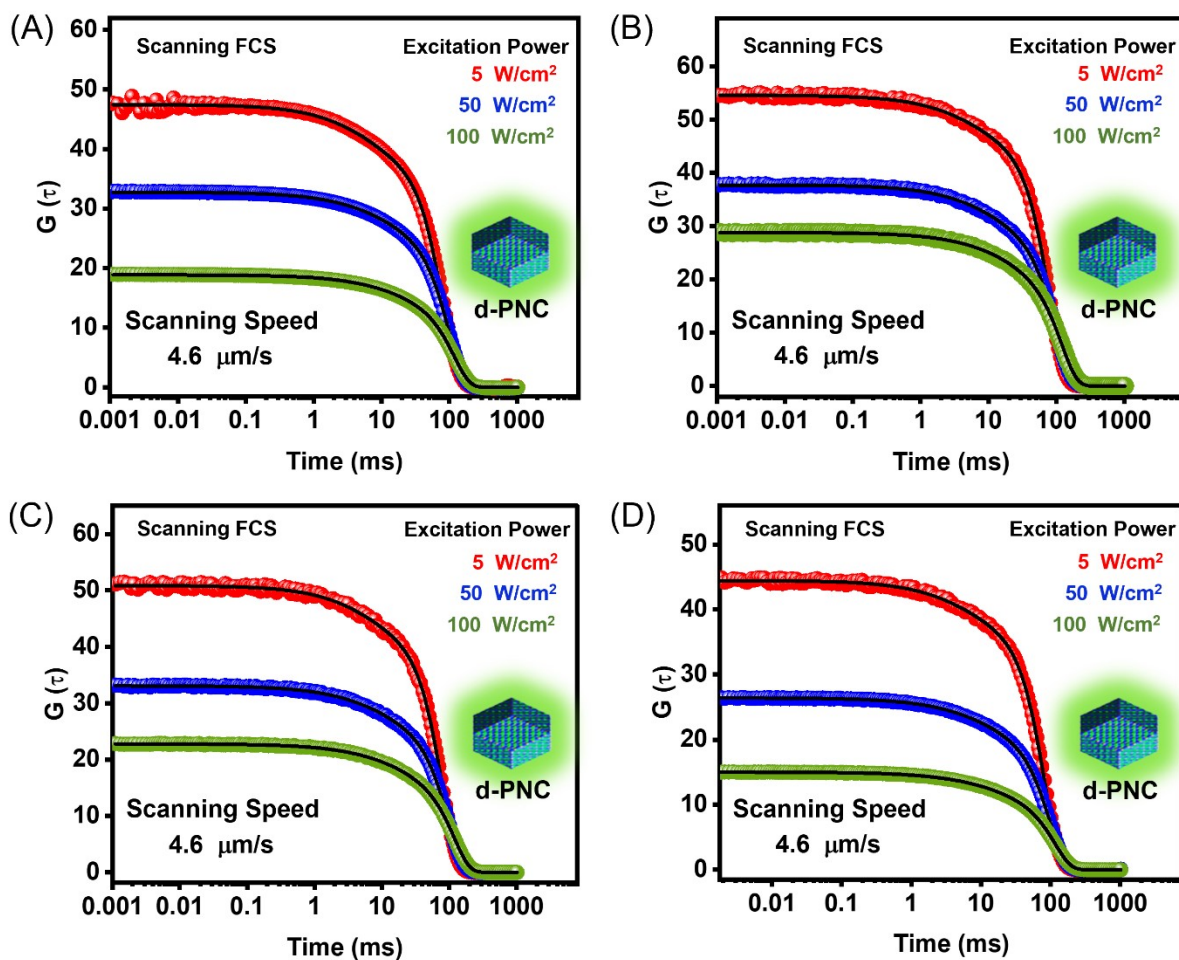 (A)
Scanning FCS
Excitation Power
5 W/cm²
50 W/cm²
100 W/cm²
60
50
40
30
20
10
0
G (τ)
d-PNC
Scanning Speed
4.6 μm/s
0.001 0.01 0.1 1 10 100 1000
Time (ms)
(B)
Scanning FCS
Excitation Power
5 W/cm²
50 W/cm²
100 W/cm²
60
50
40
30
20
10
0
G (τ)
d-PNC
Scanning Speed
4.6 μm/s
0.001 0.01 0.1 1 10 100 1000
Time (ms)
(C)
Scanning FCS
Excitation Power
5 W/cm²
50 W/cm²
100 W/cm²
60
50
40
30
20
10
0
G (τ)
d-PNC
Scanning Speed
4.6 μm/s
0.001 0.01 0.1 1 10 100 1000
Time (ms)
(D)
Scanning FCS
Excitation Power
5 W/cm²
50 W/cm²
100 W/cm²
50
40
30
20
10
0
G (τ)
d-PNC
Scanning Speed
4.6 μm/s
0.01 0.1 1 10 100 1000
Time (ms)